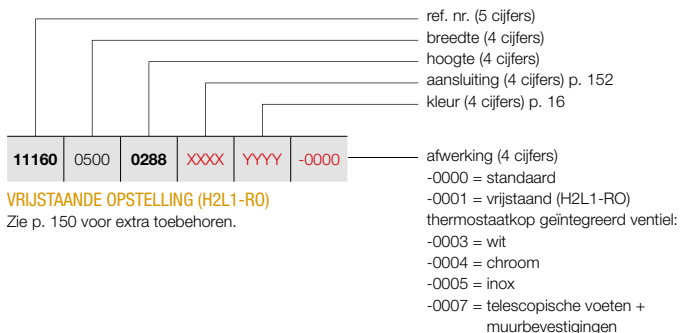 ref. nr. (5 cijfers)
breedte (4 cijfers)
hoogte (4 cijfers)
aansluiting (4 cijfers) p. 152
kleur (4 cijfers) p. 16
11160 0500 0288 XXXX YYYY -0000
afwerking (4 cijfers)
-0000 = standaard
-0001 = vrijstaand (H2L1-RO)
thermostaatkop geïntegreerd ventiel:
-0003 = wit
-0004 = chroom
-0005 = inox
-0007 = telescopische voeten +
muurbevestigingen
VRIJSTAANDE OPSTELLING (H2L1-RO)
Zie p. 150 voor extra toebehoren.